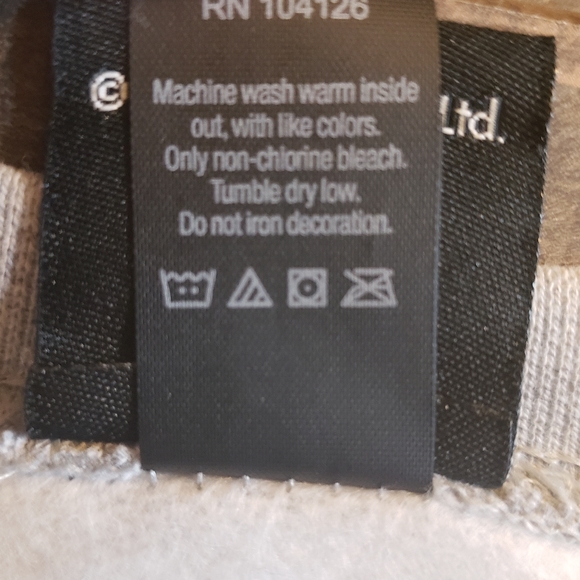 RN 104126
©
Ltd.
Machine wash warm inside
out, with like colors.
Only non-chlorine bleach.
Tumble dry low.
Do not iron decoration.